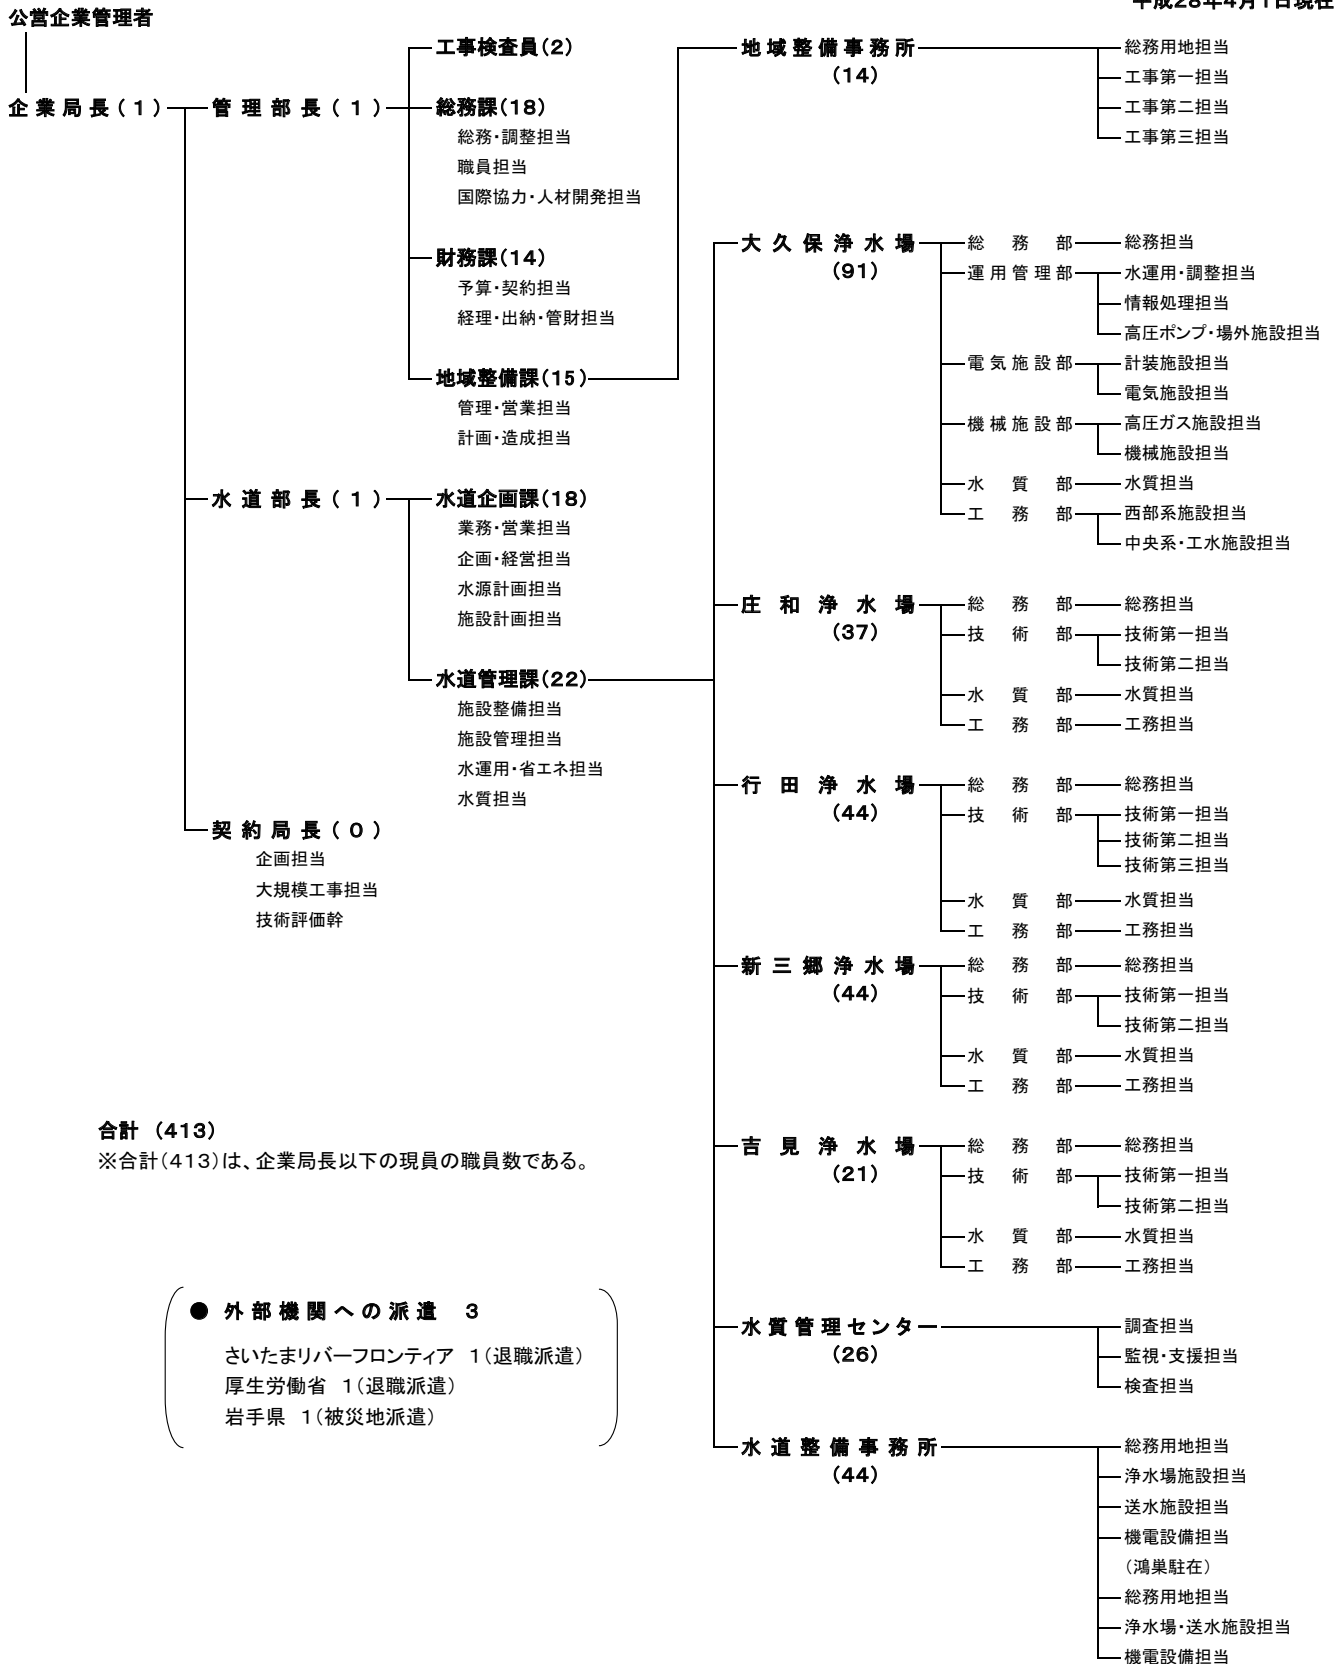 平成28年4月1日現在
公営企業管理者
企業局長(1)
管理部長(1)
工事検査員(2)
総務課(18)
総務・調整担当
職員担当
国際協力・人材開発担当
財務課(14)
予算・契約担当
経理・出納・管財担当
地域整備課(15)
管理・営業担当
計画・造成担当
水道部長(1)
水道企画課(18)
業務・営業担当
企画・経営担当
水源計画担当
施設計画担当
水道管理課(22)
施設整備担当
施設管理担当
水運用・省エネ担当
水質担当
契約局長(0)
企画担当
大規模工事担当
技術評価幹
地域整備事務所
(14)
総務用地担当
工事第一担当
工事第二担当
工事第三担当
大久保浄水場
(91)
総務部
総務担当
運用管理部
水運用・調整担当
情報処理担当
高圧ポンプ・場外施設担当
電気施設部
計装施設担当
電気施設担当
機械施設部
高圧ガス施設担当
機械施設担当
水質部
水質担当
工務部
西部系施設担当
中央系・工水施設担当
庄和浄水場
(37)
総務部
総務担当
技術部
技術第一担当
技術第二担当
水質部
水質担当
工務部
工務担当
行田浄水場
(44)
総務部
総務担当
技術部
技術第一担当
技術第二担当
技術第三担当
水質部
水質担当
工務部
工務担当
新三郷浄水場
(44)
総務部
総務担当
技術部
技術第一担当
技術第二担当
水質部
水質担当
工務部
工務担当
吉見浄水場
(21)
総務部
総務担当
技術部
技術第一担当
技術第二担当
水質部
水質担当
工務部
工務担当
水質管理センター
(26)
調査担当
監視・支援担当
検査担当
水道整備事務所
(44)
総務用地担当
浄水場施設担当
送水施設担当
機電設備担当
(鴻巣駐在)
総務用地担当
浄水場・送水施設担当
機電設備担当
合計 (413)
※合計(413)は、企業局長以下の現員の職員数である。
● 外部機関への派遣 3
さいたまリバーフロンティア 1(退職派遣)
厚生労働省 1(退職派遣)
岩手県 1(被災地派遣)